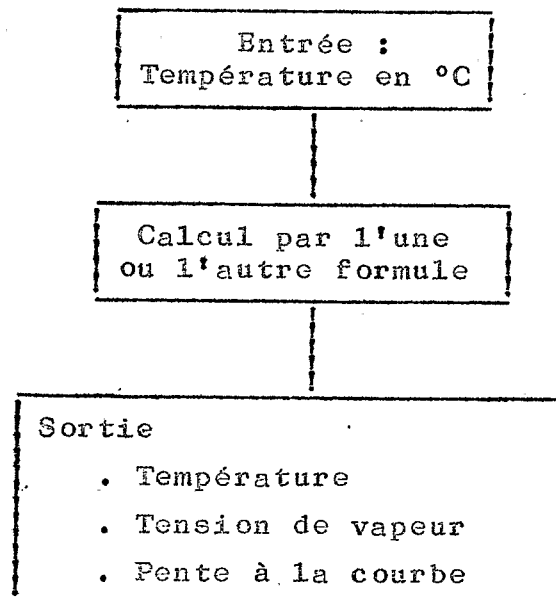 Entrée :
Température en °C
Calcul par l'une
ou l'autre formule
Sortie
. Température
. Tension de vapeur
. Pente à la courbe